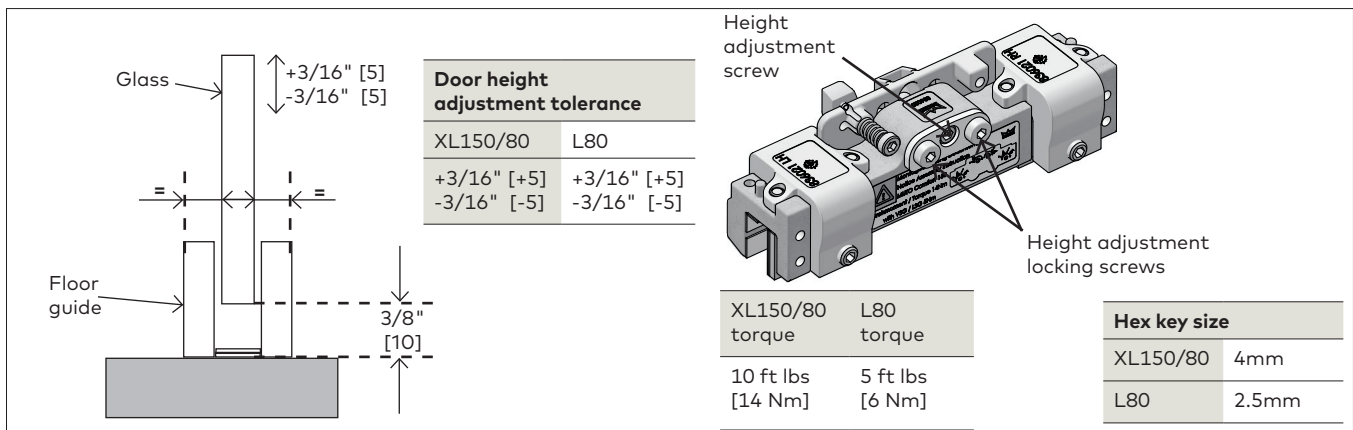 Glass
+3/16" [5]
-3/16" [5]
=
=
Floor
guide
3/8"
[10]
Door height
adjustment tolerance
XL150/80 L80
+3/16" [+5] +3/16" [+5]
-3/16" [-5] -3/16" [-5]
Height
adjustment
screw
Height adjustment
locking screws
XL150/80 L80
torque torque
10 ft lbs 5 ft lbs
[14 Nm] [6 Nm]
Hex key size
XL150/80 4mm
L80 2.5mm